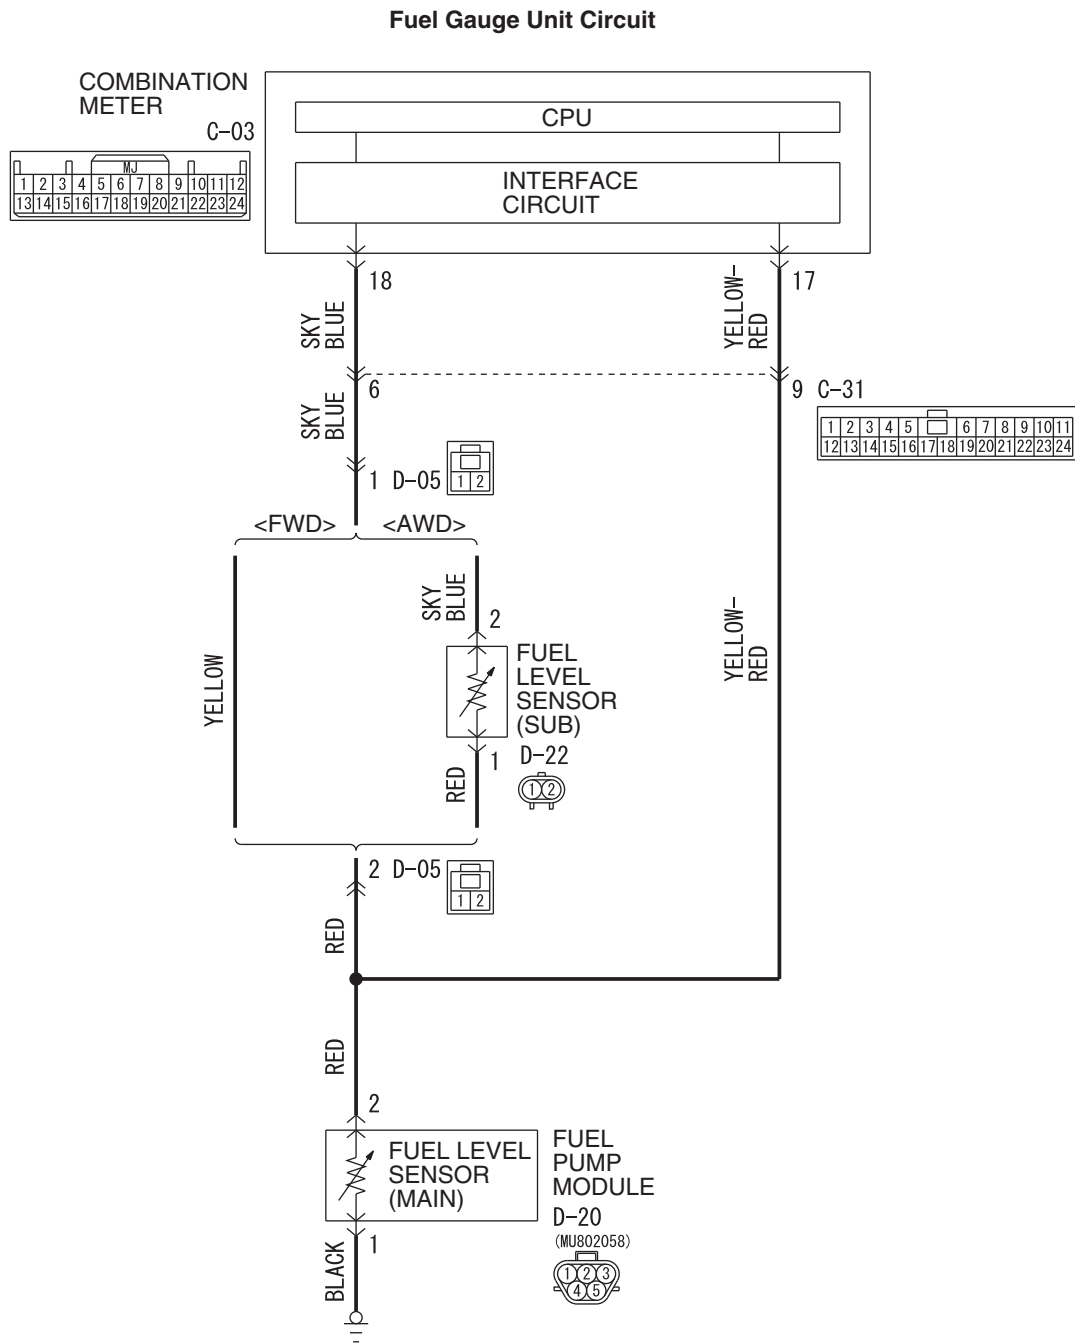 Fuel Gauge Unit Circuit
COMBINATION
METER
C-03
MJ
1 2 3 4 5 6 7 8 9 10 11 12
13 14 15 16 17 18 19 20 21 22 23 24
CPU
INTERFACE
CIRCUIT
18
17
SKY
BLUE
YELLOW-
RED
6
9 C-31
1 2 3 4 5 6 7 8 9 10 11
12 13 14 15 16 17 18 19 20 21 22 23 24
SKY
BLUE
1 D-05
1 2
<FWD>
<AWD>
SKY
BLUE
2
YELLOW
FUEL
LEVEL
SENSOR
(SUB)
YELLOW-
RED
1
D-22
1 2
RED
2 D-05
1 2
RED
RED
2
FUEL LEVEL
SENSOR
(MAIN)
FUEL
PUMP
MODULE
D-20
(MU802058)
1 2 3
4 5
1
BLACK